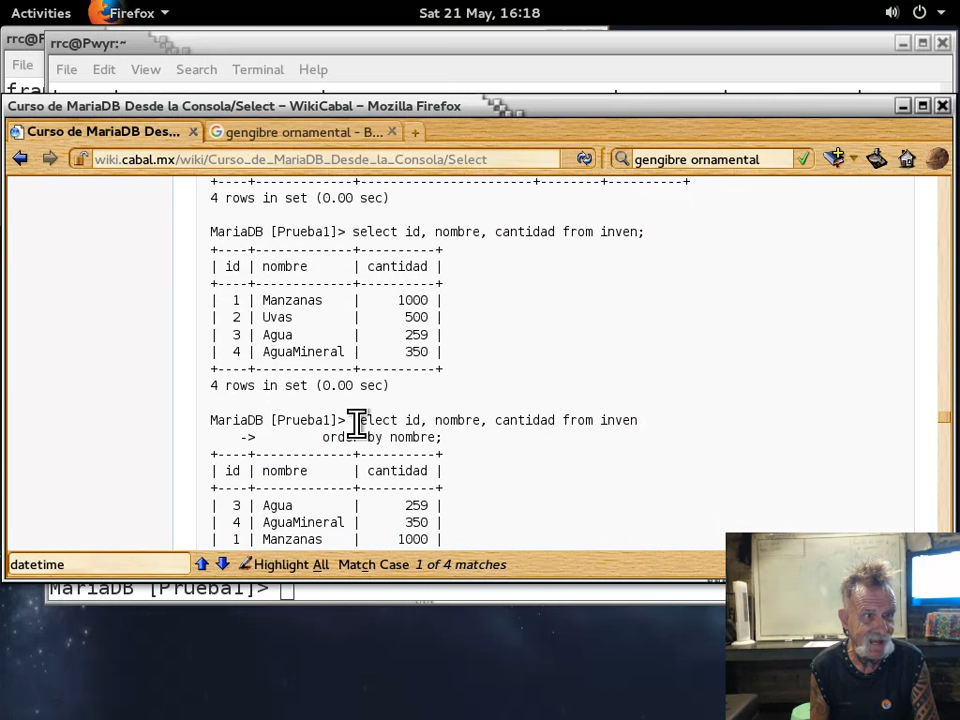 Activities Firefox Sat 21 May, 16:18
rrc@P rrc@Pwyr:~
File File Edit View Search Terminal Help
Curso de MariaDB Desde la Consola/Select – WikiCabal – Mozilla Firefox
Curso de MariaDB Des... gengibre ornamental - B...
wiki.cabal.mx/wiki/Curso_de_MariaDB_Desde_la_Consola/Select gengibre ornamental
+----+-------------+-----------------------+--------+----------+
4 rows in set (0.00 sec)
MariaDB [Prueba1]> select id, nombre, cantidad from inven;
+----+-------------+----------+
| id | nombre      | cantidad |
+----+-------------+----------+
|  1 | Manzanas    |     1000 |
|  2 | Uvas        |      500 |
|  3 | Agua        |      259 |
|  4 | AguaMineral |      350 |
+----+-------------+----------+
4 rows in set (0.00 sec)
MariaDB [Prueba1]> select id, nombre, cantidad from inven
    ->          order by nombre;
+----+-------------+----------+
| id | nombre      | cantidad |
+----+-------------+----------+
|  3 | Agua        |      259 |
|  4 | AguaMineral |      350 |
|  1 | Manzanas    |     1000 |
datetime Highlight All Match Case 1 of 4 matches
MariaDB [Prueba1]>